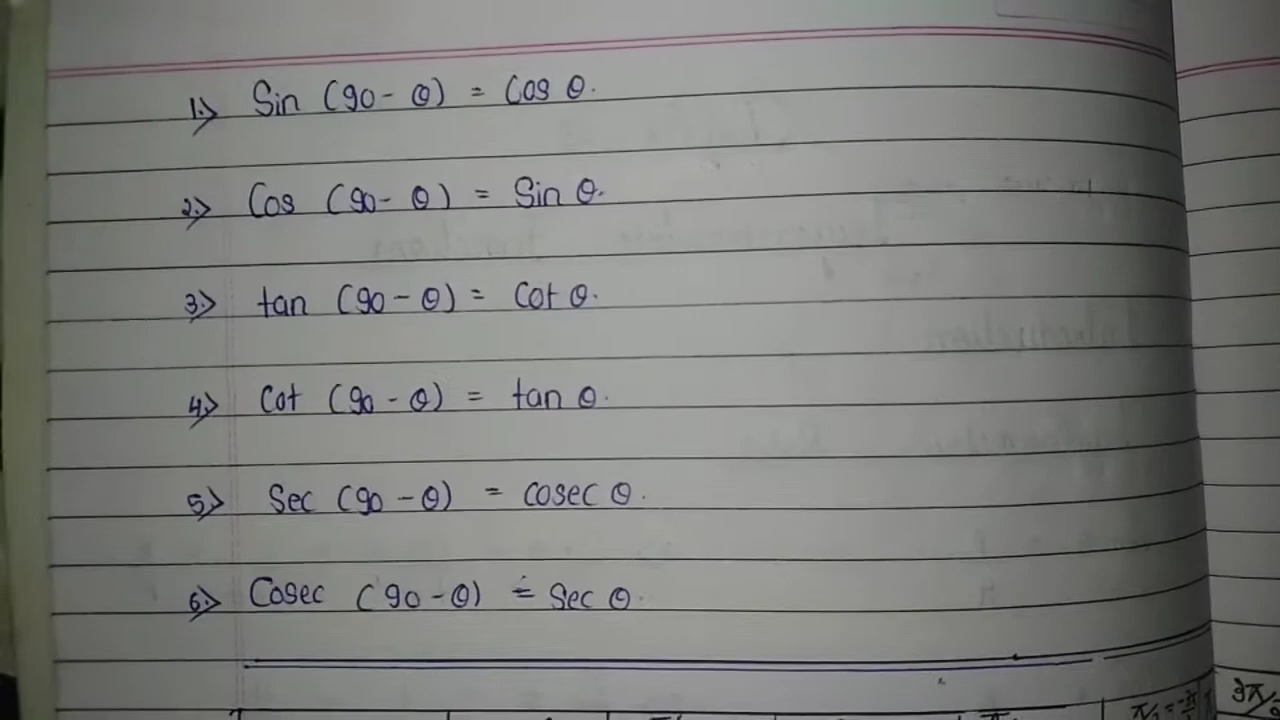 1.> Sin (90 - θ) = Cos θ.
2.> Cos (90 - θ) = Sin θ.
3.> tan (90 - θ) = Cot θ.
4.> Cot (90 - θ) = tan θ.
5.> Sec (90 - θ) = Cosec θ.
6.> Cosec (90 - θ) = Sec θ.